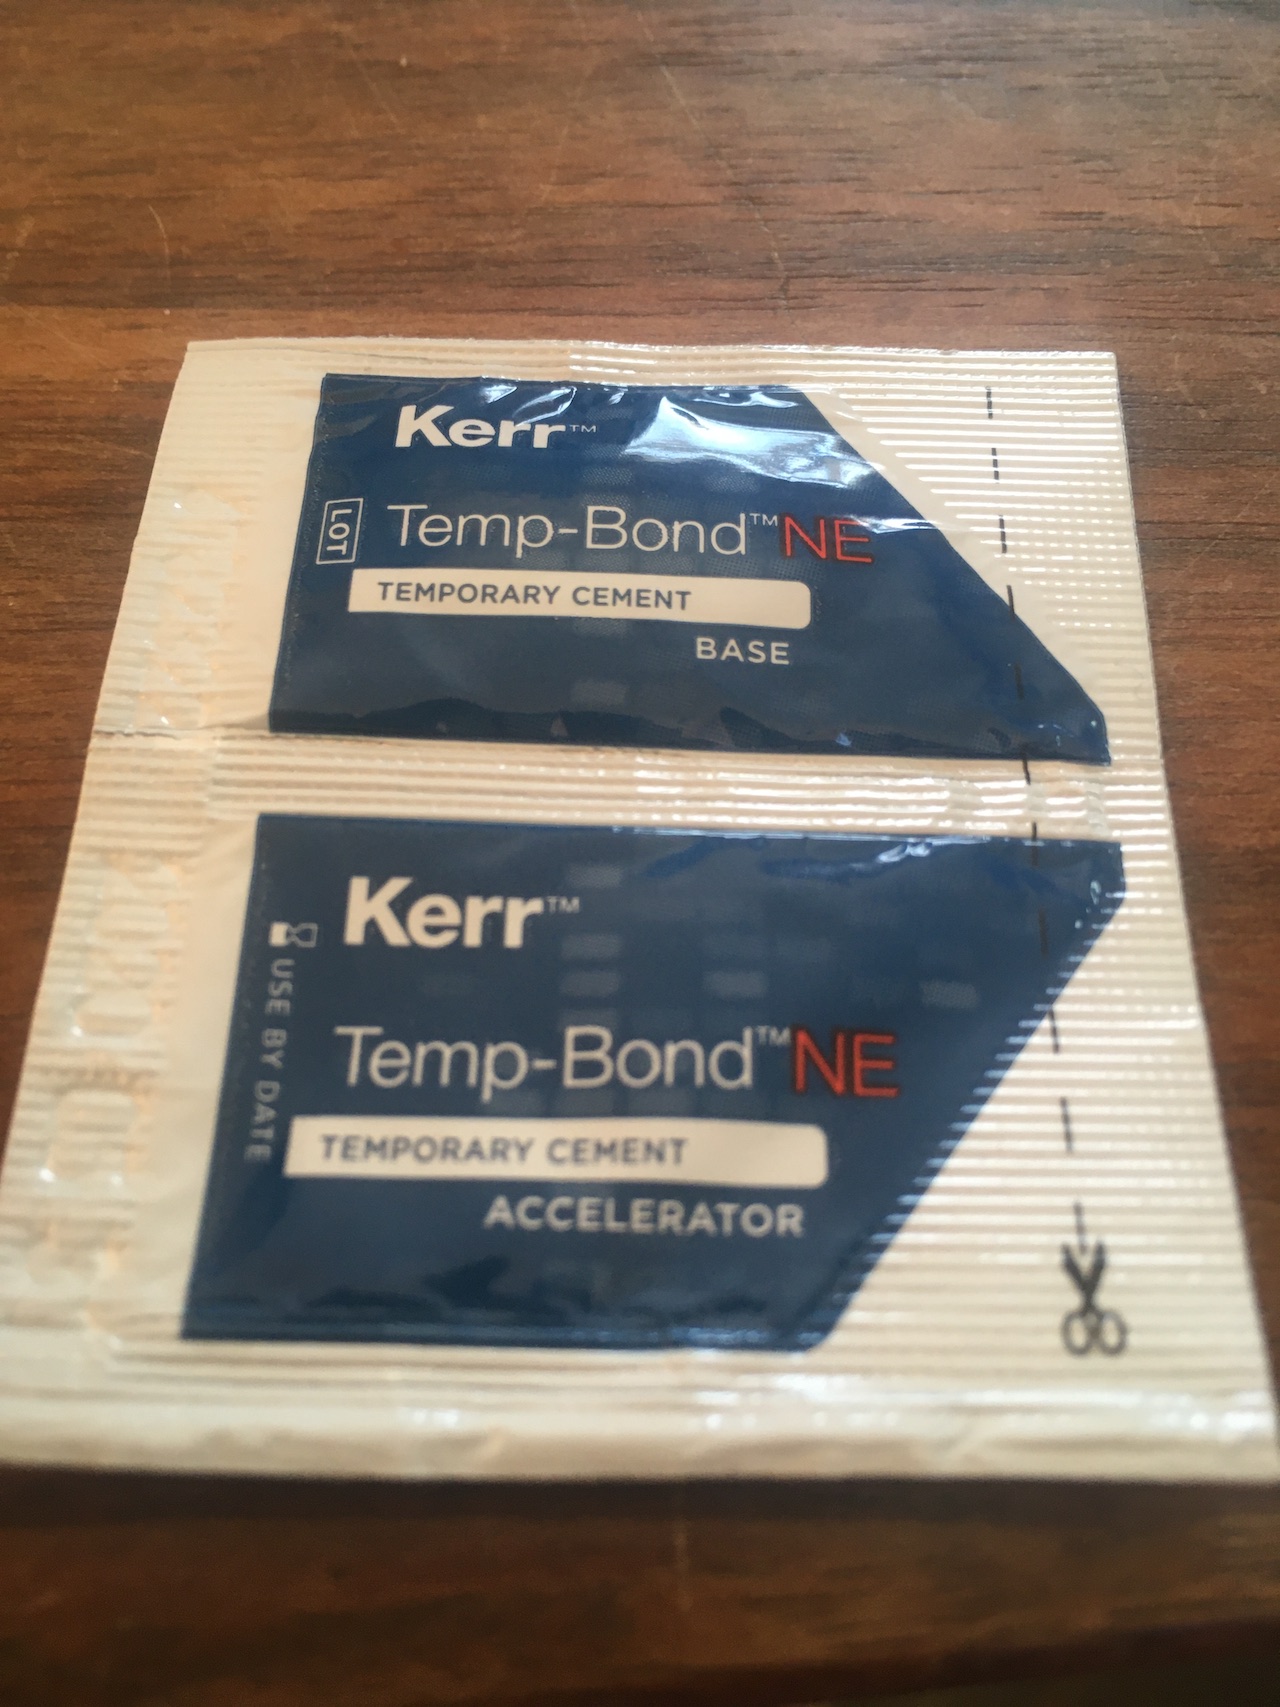 Kerr™
LOT
Temp-Bond™NE
TEMPORARY CEMENT
BASE
Kerr™
USE BY DATE
Temp-Bond™NE
TEMPORARY CEMENT
ACCELERATOR